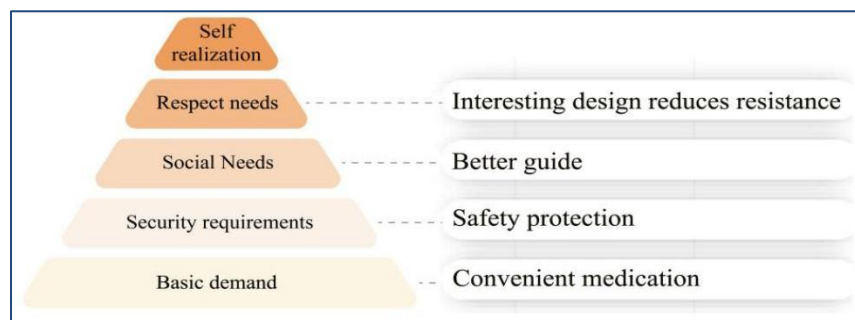 Self
realization
Respect needs
Interesting design reduces resistance
Social Needs
Better guide
Security requirements
Safety protection
Basic demand
Convenient medication